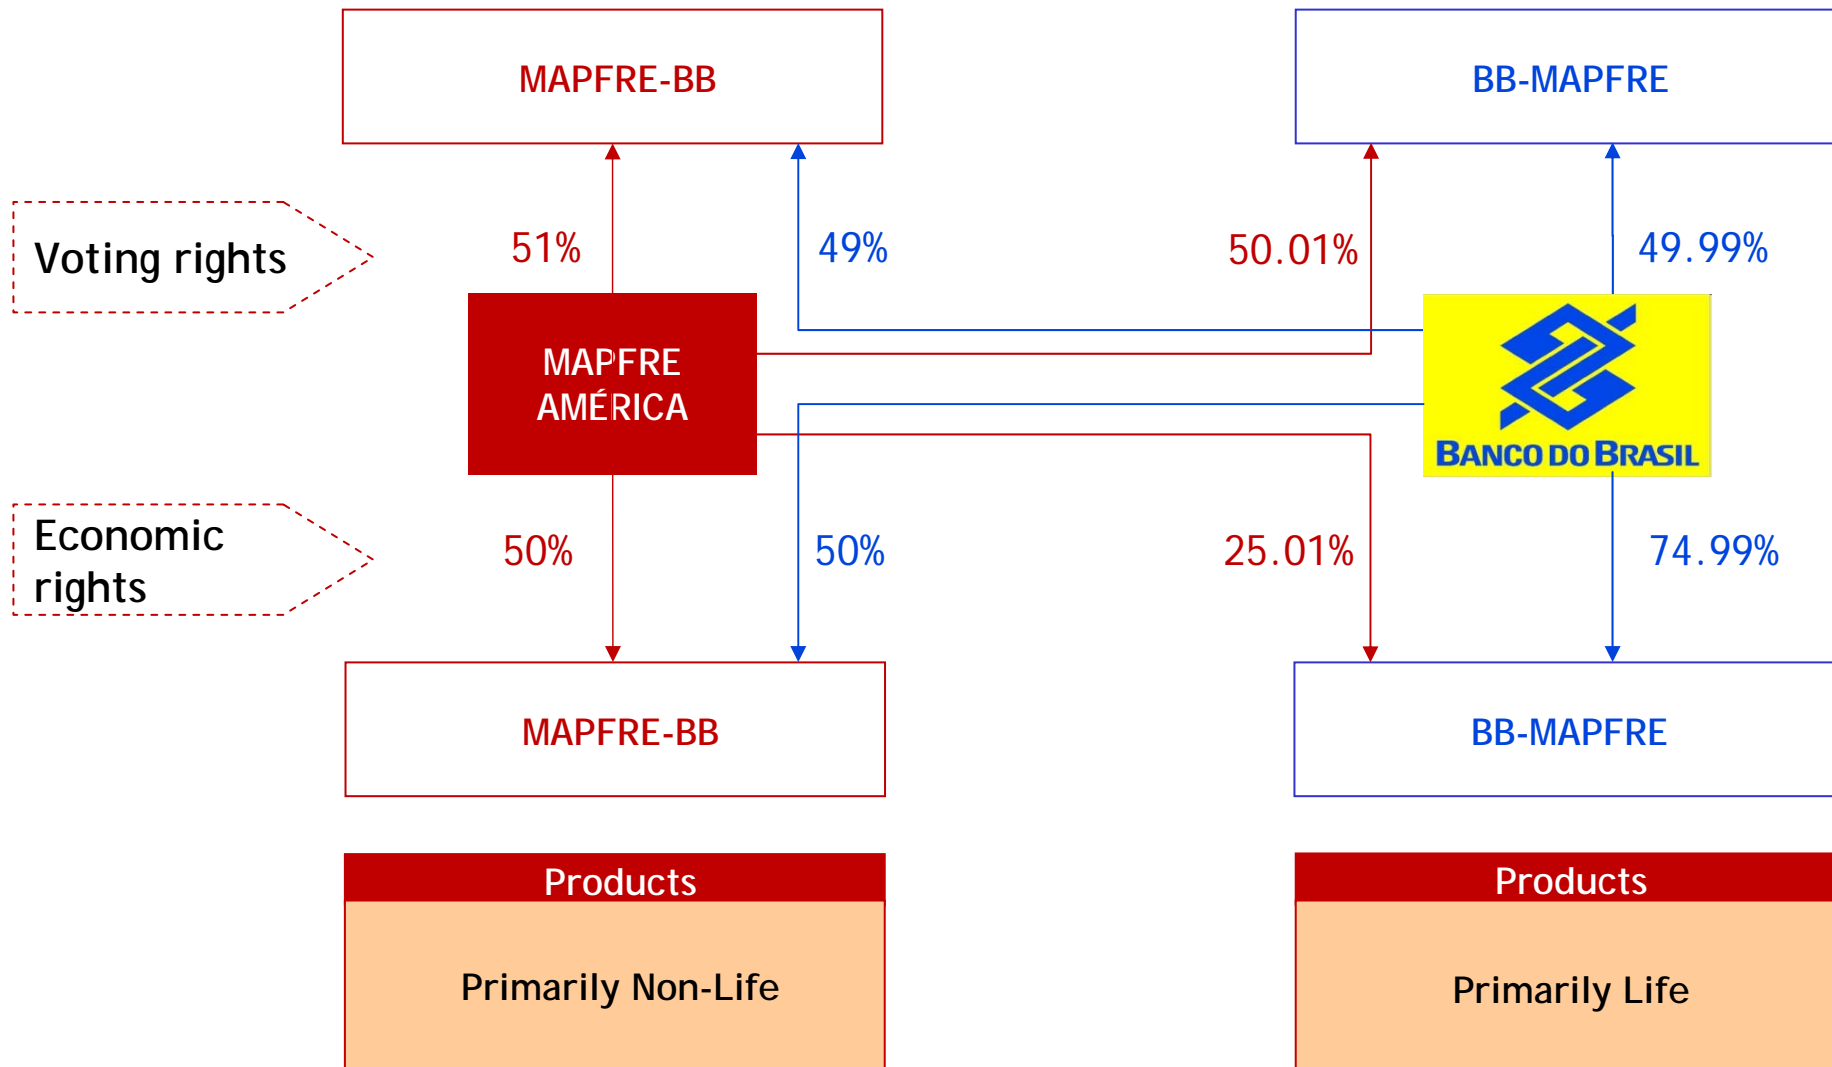 MAPFRE-BB
BB-MAPFRE
Voting rights
51%
49%
50.01%
49.99%
MAPFRE
AMÉRICA
BANCO DO BRASIL
Economic
rights
50%
50%
25.01%
74.99%
MAPFRE-BB
BB-MAPFRE
Products
Products
Primarily Non-Life
Primarily Life